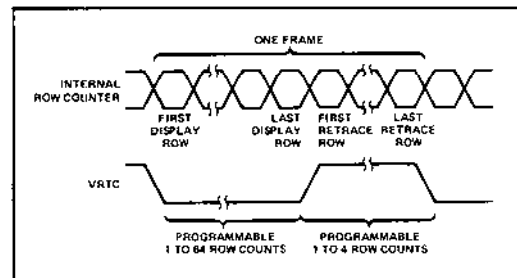 ONE FRAME
INTERNAL
ROW COUNTER
FIRST
DISPLAY
ROW
LAST
DISPLAY
ROW
FIRST
RETRACE
ROW
LAST
RETRACE
ROW
VRTC
PROGRAMMABLE
1 TO 64 ROW COUNTS
PROGRAMMABLE
1 TO 4 ROW COUNTS